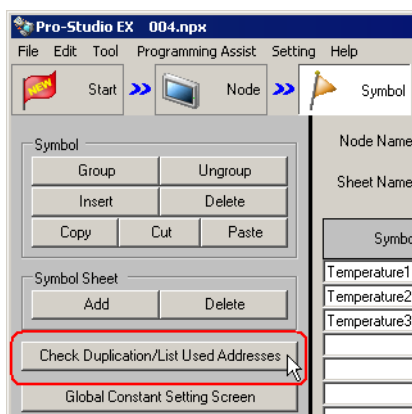 Pro-Studio EX 004.npx
File Edit Tool Programming Assist Setting Help
NEW Start Node Symbol
Symbol
Group Ungroup
Insert Delete
Copy Cut Paste
Symbol Sheet
Add Delete
Check Duplication/List Used Addresses
Global Constant Setting Screen
Node Name
Sheet Name
Symbo
Temperature1
Temperature2
Temperature3